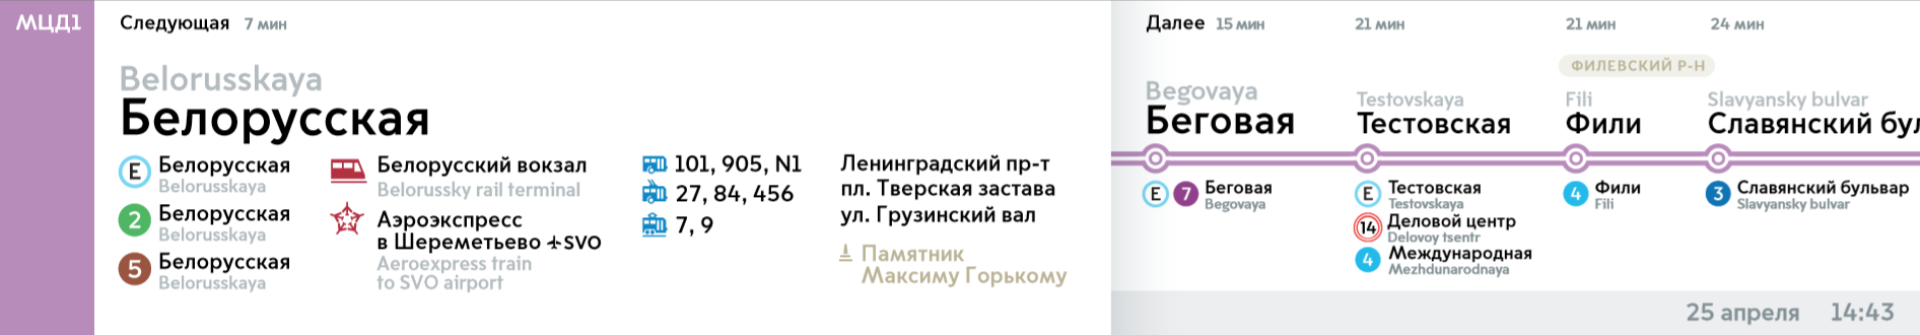 МЦД1
Следующая 7 мин
Belorusskaya
Белорусская
E Белорусская
Belorusskaya
2 Белорусская
Belorusskaya
5 Белорусская
Belorusskaya
Белорусский вокзал
Belorussky rail terminal
Аэроэкспресс
в Шереметьево SVO
Aeroexpress train
to SVO airport
101, 905, N1
27, 84, 456
7, 9
Ленинградский пр-т
пл. Тверская застава
ул. Грузинский вал
Памятник
Максиму Горькому
Далее 15 мин
Begovaya
Беговая
E 7 Беговая
Begovaya
21 мин
Testovskaya
Тестовская
E Тестовская
Testovskaya
14 Деловой центр
Delovoy tsentr
4 Международная
Mezhdunarodnaya
21 мин
ФИЛЕВСКИЙ Р-Н
Fili
Фили
4 Фили
Fili
24 мин
Slavyansky bulvar
Славянский бул
3 Славянский бульвар
Slavyansky bulvar
25 апреля 14:43